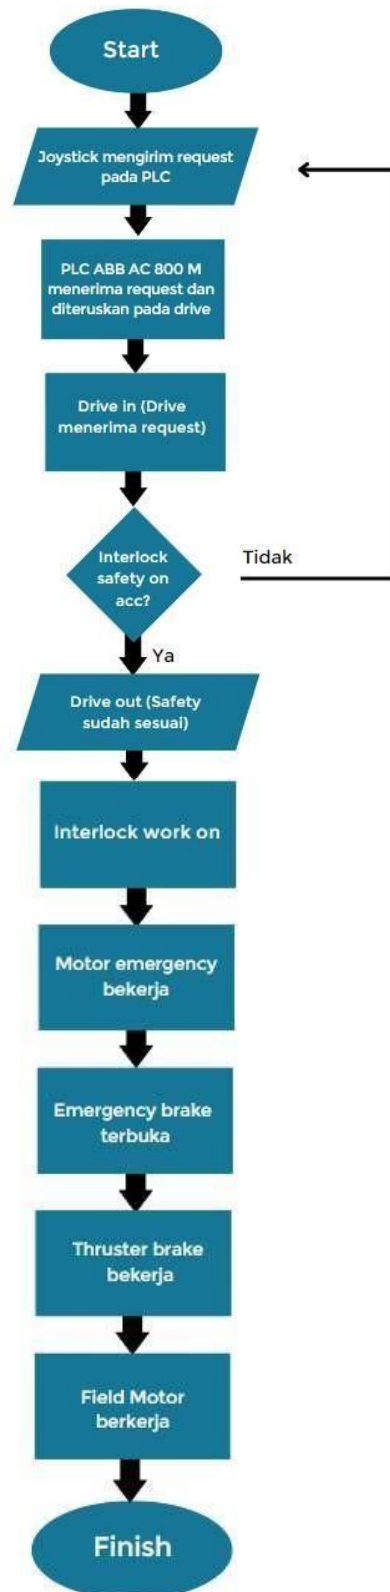 Start
Joystick mengirim request
pada PLC
PLC ABB AC 800 M
menerima request dan
diteruskan pada drive
Drive in (Drive
menerima request)
Interlock
safety on
acc?
Tidak
Ya
Drive out (Safety
sudah sesuai)
Interlock work on
Motor emergency
bekerja
Emergency brake
terbuka
Thruster brake
bekerja
Field Motor
berkerja
Finish